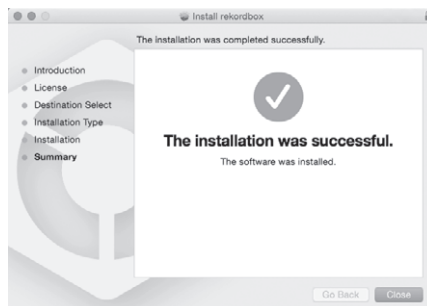 Install rekordbox
The installation was completed successfully.
Introduction
License
Destination Select
Installation Type
Installation
Summary
The installation was successful.
The software was installed.
Go Back
Close